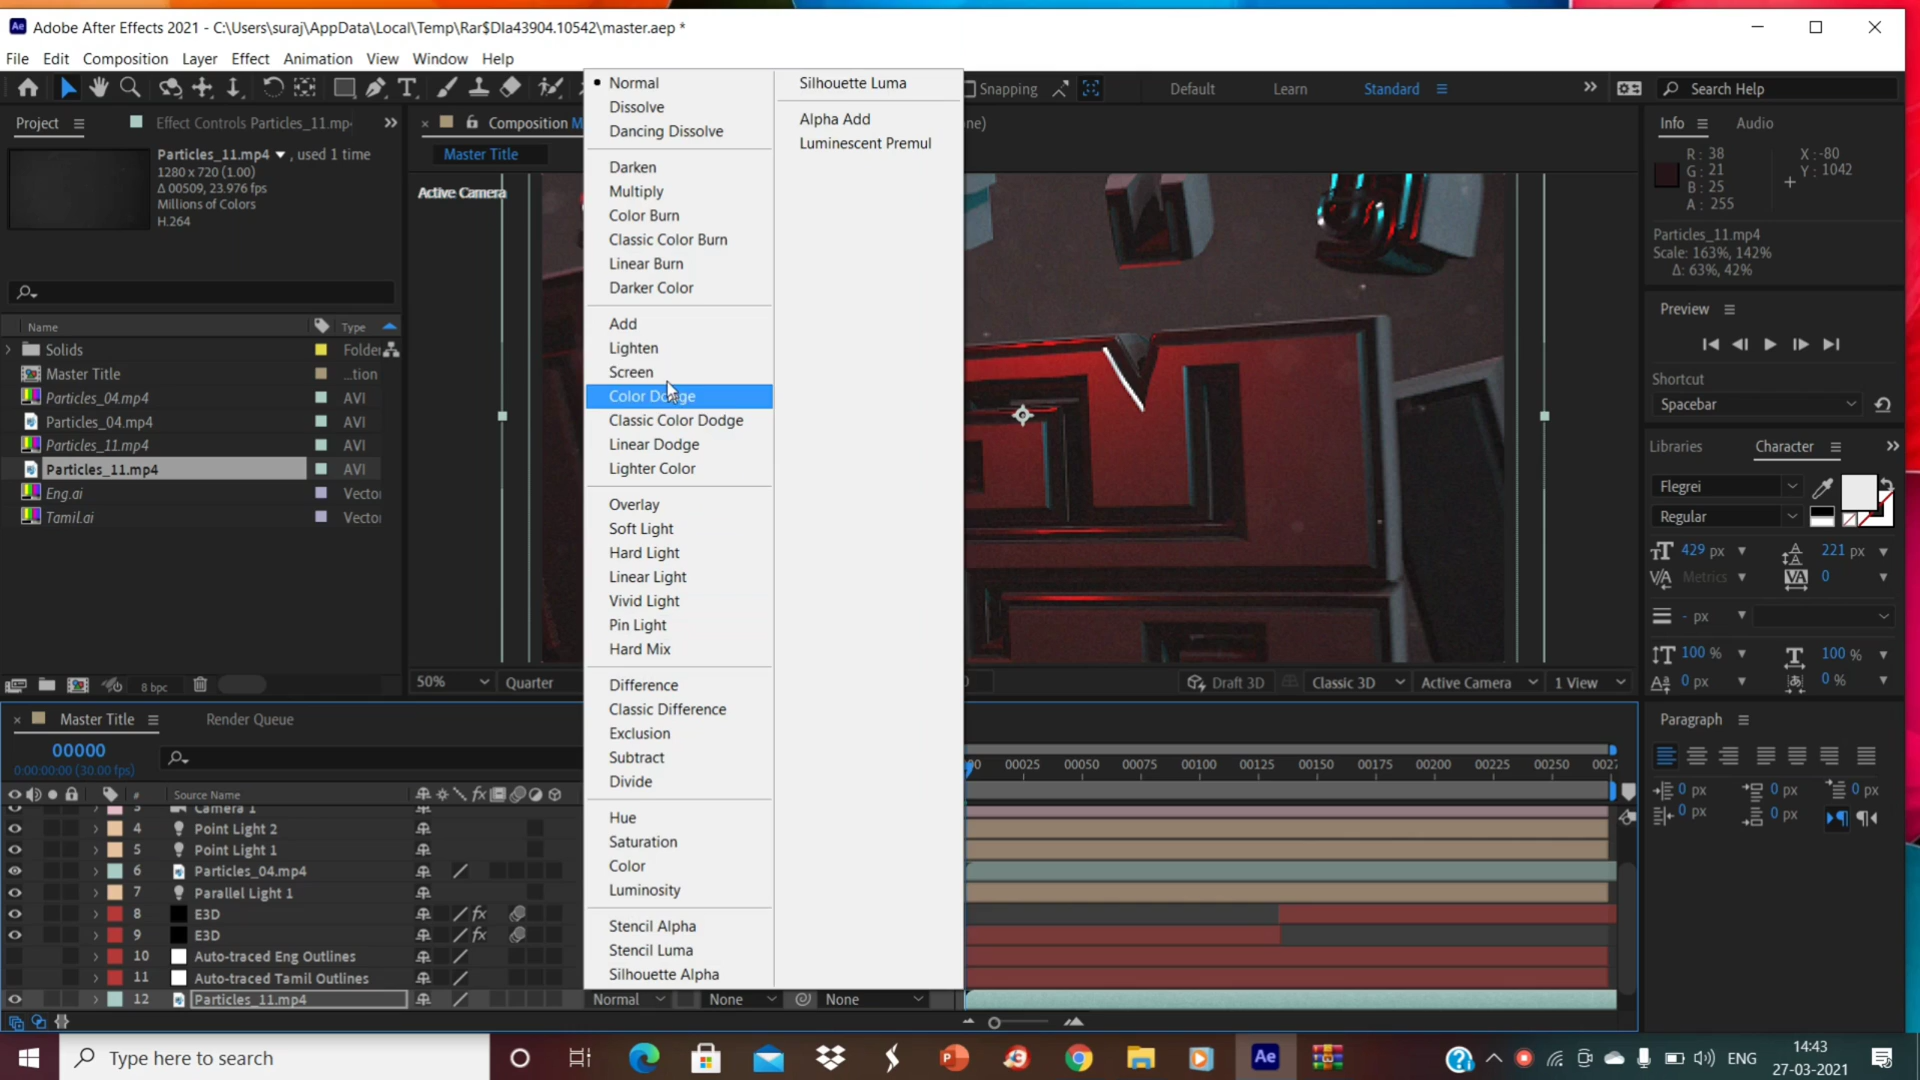 Adobe After Effects 2021 - C:\Users\suraj\AppData\Local\Temp\Rar$DIa43904.10542\master.aep *
File Edit Composition Layer Effect Animation View Window Help
Snapping Default Learn Standard Search Help
Project Effect Controls Particles_11.mp
Composition M
Master Title
Active Camera
Particles_11.mp4 , used 1 time
1280 x 720 (1.00)
Δ 00509, 23.976 fps
Millions of Colors
H.264
Name Type
Solids Folder
Master Title ...tion
Particles_04.mp4 AVI
Particles_04.mp4 AVI
Particles_11.mp4 AVI
Particles_11.mp4 AVI
Eng.ai Vecto
Tamil.ai Vecto
8 bpc
50% Quarter
Draft 3D Classic 3D Active Camera 1 View
Normal
Dissolve
Dancing Dissolve
Darken
Multiply
Color Burn
Classic Color Burn
Linear Burn
Darker Color
Add
Lighten
Screen
Color Dodge
Classic Color Dodge
Linear Dodge
Lighter Color
Overlay
Soft Light
Hard Light
Linear Light
Vivid Light
Pin Light
Hard Mix
Difference
Classic Difference
Exclusion
Subtract
Divide
Hue
Saturation
Color
Luminosity
Stencil Alpha
Stencil Luma
Silhouette Alpha
Silhouette Luma
Alpha Add
Luminescent Premul
Info Audio
R : 38
G : 21
B : 25
A : 255
X : -80
Y : 1042
Particles_11.mp4
Scale: 163%, 142%
Δ: 63%, 42%
Preview
Shortcut
Spacebar
Libraries Character
Flegrei
Regular
429 px 221 px
Metrics 0
- px
100 % 100 %
0 px 0 %
Paragraph
0 px 0 px 0 px
0 px 0 px
Master Title Render Queue
00000
0:00:00:00 (30.00 fps)
# Source Name
3 Camera 1
4 Point Light 2
5 Point Light 1
6 Particles_04.mp4
7 Parallel Light 1
8 E3D
9 E3D
10 Auto-traced Eng Outlines
11 Auto-traced Tamil Outlines
12 Particles_11.mp4 Normal None None
00 00025 00050 00075 00100 00125 00150 00175 00200 00225 00250 0027
Type here to search
ENG
14:43
27-03-2021